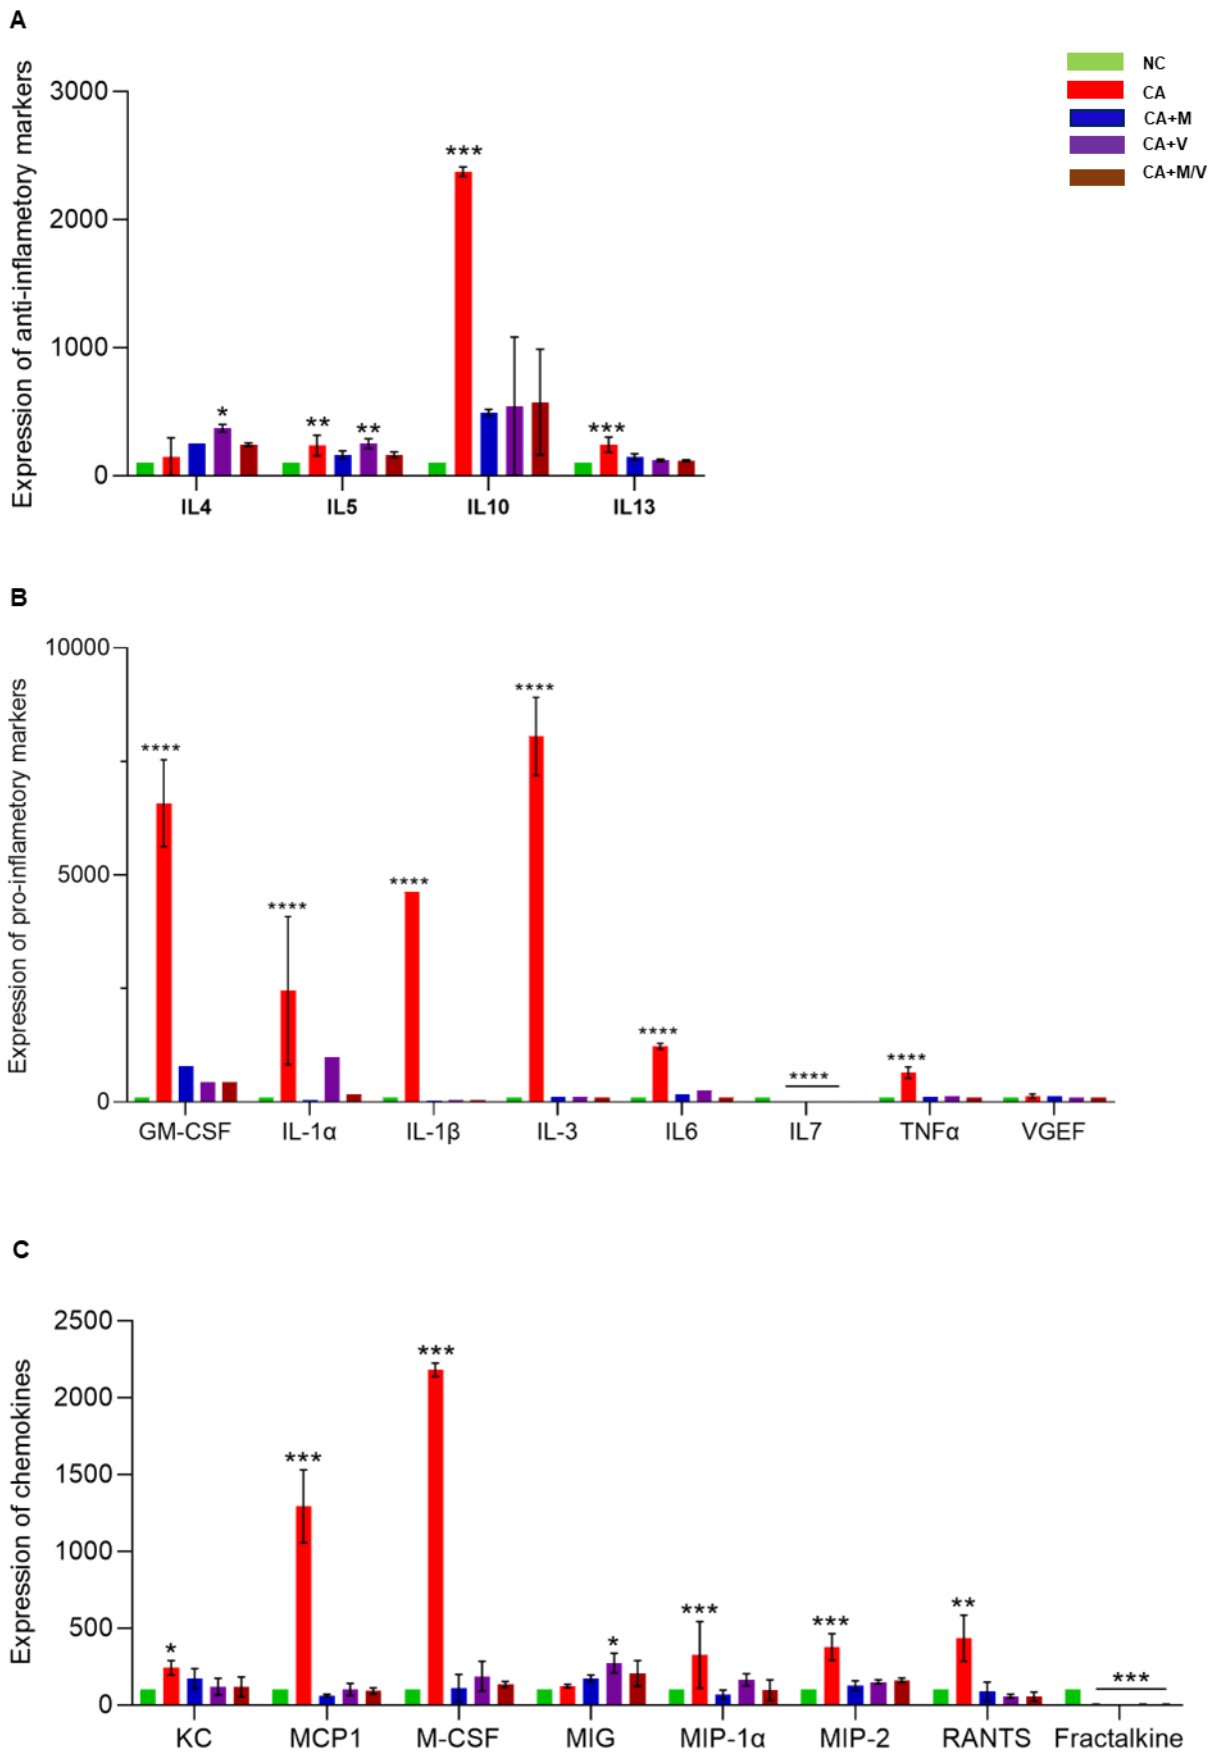 A
NC
CA
CA+M
CA+V
CA+M/V
Expression of anti-inflametory markers
3000
2000
1000
0
***
*
**
**
***
IL4 IL5 IL10 IL13
B
Expression of pro-inflametory markers
10000
5000
0
****
****
****
****
****
****
****
GM-CSF IL-1α IL-1β IL-3 IL6 IL7 TNFα VGEF
C
Expression of chemokines
2500
2000
1500
1000
500
0
***
***
*
*
***
***
**
***
KC MCP1 M-CSF MIG MIP-1α MIP-2 RANTS Fractalkine